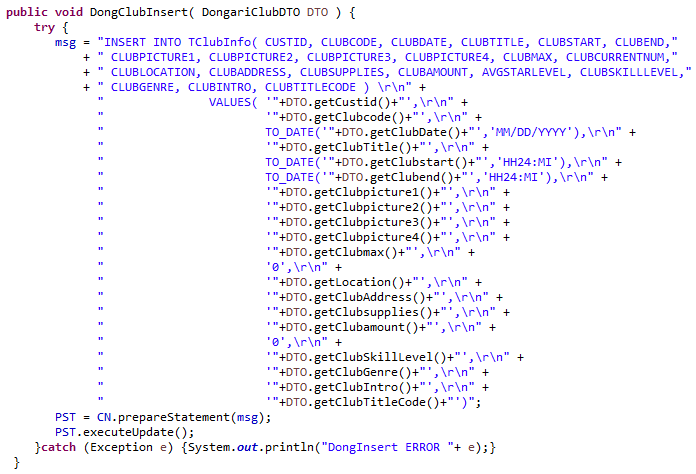 public void DongClubInsert( DongariClubDTO DTO ) {
try {
msg = "INSERT INTO TClubInfo( CUSTID, CLUBCODE, CLUBDATE, CLUBTITLE, CLUBSTART, CLUBEND,"
+ " CLUBPICTURE1, CLUBPICTURE2, CLUBPICTURE3, CLUBPICTURE4, CLUBMAX, CLUBCURRENTNUM,"
+ " CLUBLOCATION, CLUBADDRESS, CLUBSUPPLIES, CLUBAMOUNT, AVGSTARLEVEL, CLUBSKILLLEVEL,"
+ " CLUBGENRE, CLUBINTRO, CLUBTITLECODE ) \r\n" +
" VALUES( '"+DTO.getCustid()+"',\r\n" +
" '"+DTO.getClubcode()+"',\r\n" +
" TO_DATE('"+DTO.getClubDate()+"','MM/DD/YYYY'),\r\n" +
" '"+DTO.getClubTitle()+"',\r\n" +
" TO_DATE('"+DTO.getClubstart()+"','HH24:MI'),\r\n" +
" TO_DATE('"+DTO.getClubend()+"','HH24:MI'),\r\n" +
" '"+DTO.getClubpicture1()+"',\r\n" +
" '"+DTO.getClubpicture2()+"',\r\n" +
" '"+DTO.getClubpicture3()+"',\r\n" +
" '"+DTO.getClubpicture4()+"',\r\n" +
" '"+DTO.getClubmax()+"',\r\n" +
" '0',\r\n" +
" '"+DTO.getLocation()+"',\r\n" +
" '"+DTO.getClubAddress()+"',\r\n" +
" '"+DTO.getClubsupplies()+"',\r\n" +
" '"+DTO.getClubamount()+"',\r\n" +
" '0',\r\n" +
" '"+DTO.getClubSkillLevel()+"',\r\n" +
" '"+DTO.getClubGenre()+"',\r\n" +
" '"+DTO.getClubIntro()+"',\r\n" +
" '"+DTO.getClubTitleCode()+"')";
PST = CN.prepareStatement(msg);
PST.executeUpdate();
}catch (Exception e) {System.out.println("DongInsert ERROR "+ e);}
}